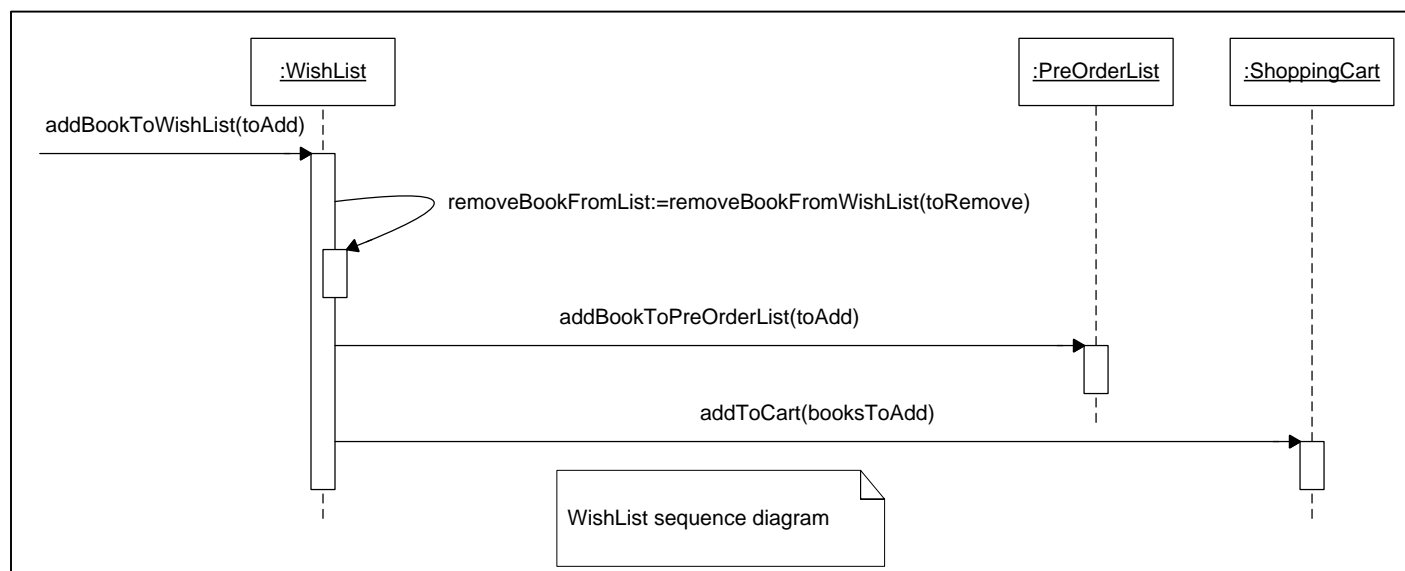 :WishList
:PreOrderList
:ShoppingCart
addBookToWishList(toAdd)
removeBookFromList:=removeBookFromWishList(toRemove)
addBookToPreOrderList(toAdd)
addToCart(booksToAdd)
WishList sequence diagram